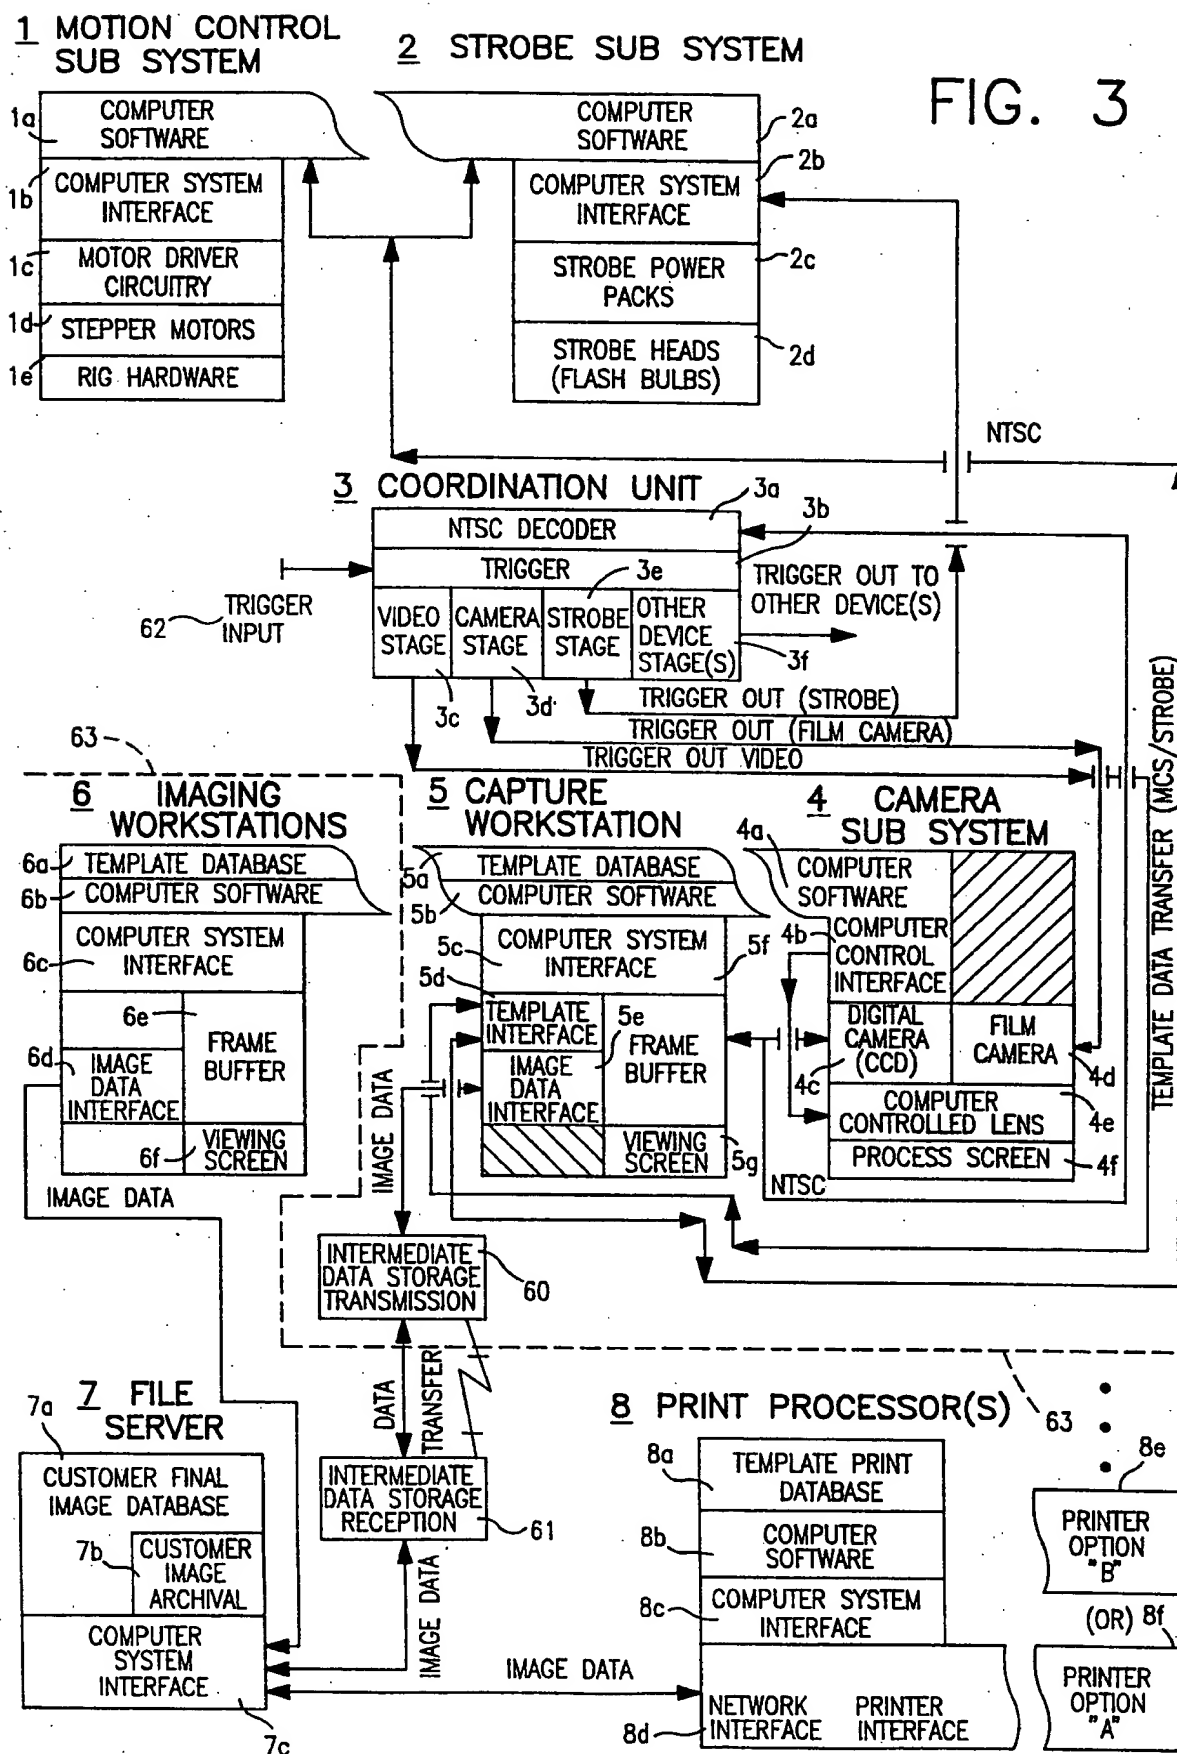 1 MOTION CONTROL
SUB SYSTEM
2 STROBE SUB SYSTEM
FIG. 3
1a
COMPUTER
SOFTWARE
1b
COMPUTER SYSTEM
INTERFACE
1c
MOTOR DRIVER
CIRCUITRY
1d
STEPPER MOTORS
1e
RIG HARDWARE
COMPUTER
SOFTWARE
2a
2b
COMPUTER SYSTEM
INTERFACE
STROBE POWER
PACKS
2c
STROBE HEADS
(FLASH BULBS)
2d
NTSC
3 COORDINATION UNIT
3a
NTSC DECODER
3b
TRIGGER
3e
62
TRIGGER
INPUT
VIDEO
STAGE
3c
CAMERA
STAGE
3d
STROBE
STAGE
OTHER
DEVICE
STAGE(S)
3f
TRIGGER OUT TO
OTHER DEVICE(S)
TRIGGER OUT (STROBE)
TRIGGER OUT (FILM CAMERA)
TRIGGER OUT VIDEO
TEMPLATE DATA TRANSFER (MCS/STROBE)
63
6 IMAGING
WORKSTATIONS
6a
TEMPLATE DATABASE
6b
COMPUTER SOFTWARE
6c
COMPUTER SYSTEM
INTERFACE
6e
FRAME
BUFFER
6d
IMAGE
DATA
INTERFACE
6f
VIEWING
SCREEN
IMAGE DATA
5 CAPTURE
WORKSTATION
5a
TEMPLATE DATABASE
5b
COMPUTER SOFTWARE
5c
COMPUTER SYSTEM
INTERFACE
5f
5d
TEMPLATE
INTERFACE
5e
IMAGE
DATA
INTERFACE
FRAME
BUFFER
VIEWING
SCREEN
5g
IMAGE DATA
4 CAMERA
SUB SYSTEM
4a
COMPUTER
SOFTWARE
4b
COMPUTER
CONTROL
INTERFACE
DIGITAL
CAMERA
(CCD)
4c
FILM
CAMERA
4d
COMPUTER
CONTROLLED LENS
4e
PROCESS SCREEN
4f
NTSC
INTERMEDIATE
DATA STORAGE
TRANSMISSION
60
DATA
TRANSFER
63
INTERMEDIATE
DATA STORAGE
RECEPTION
61
IMAGE DATA
7 FILE
SERVER
7a
CUSTOMER FINAL
IMAGE DATABASE
7b
CUSTOMER
IMAGE
ARCHIVAL
COMPUTER
SYSTEM
INTERFACE
7c
IMAGE DATA
8 PRINT PROCESSOR(S)
8a
TEMPLATE PRINT
DATABASE
8b
COMPUTER
SOFTWARE
8c
COMPUTER SYSTEM
INTERFACE
8d
NETWORK
INTERFACE
PRINTER
INTERFACE
8e
PRINTER
OPTION
"B"
(OR)
8f
PRINTER
OPTION
"A"